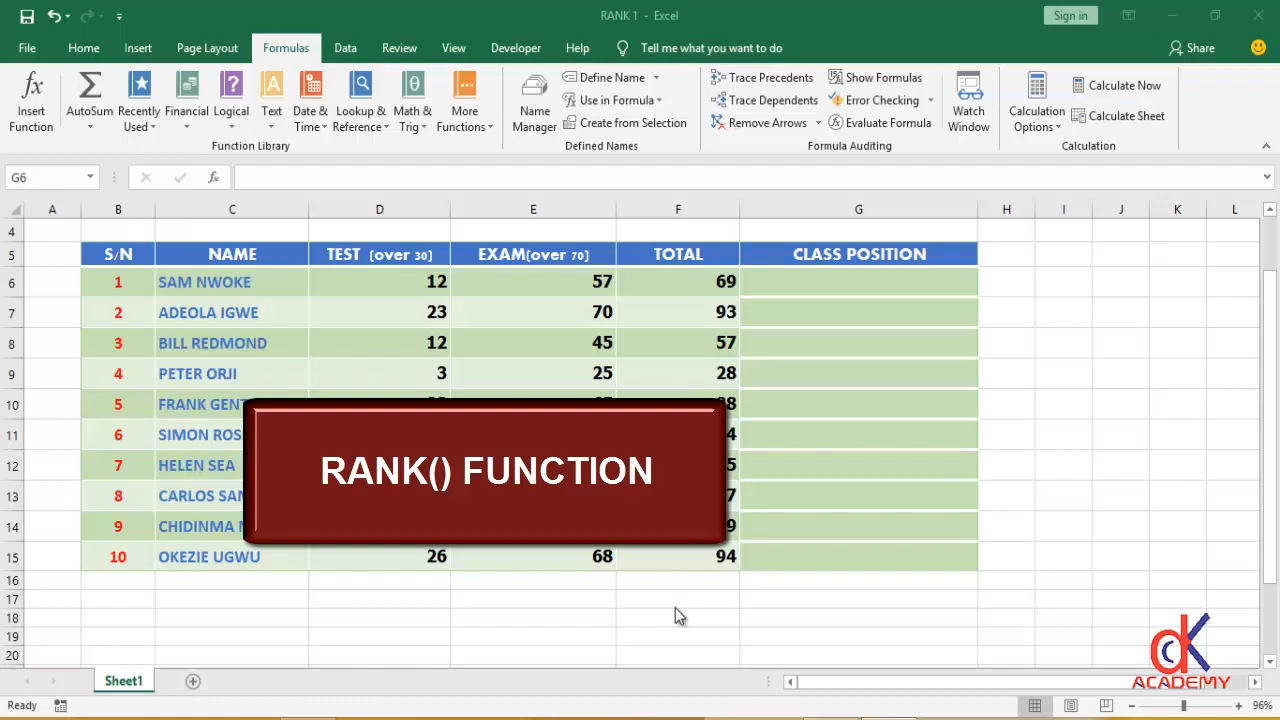 RANK 1 - Excel
Sign in
File Home Insert Page Layout Formulas Data Review View Developer Help Tell me what you want to do Share
Insert Function
AutoSum
Recently Used
Financial
Logical
Text
Date & Time
Lookup & Reference
Math & Trig
More Functions
Function Library
Name Manager
Define Name
Use in Formula
Create from Selection
Defined Names
Trace Precedents
Trace Dependents
Remove Arrows
Show Formulas
Error Checking
Evaluate Formula
Watch Window
Formula Auditing
Calculation Options
Calculate Now
Calculate Sheet
Calculation
G6 fx
A B C D E F G H I J K L
4
5 S/N NAME TEST (over 30) EXAM(over 70) TOTAL CLASS POSITION
6 1 SAM NWOKE 12 57 69
7 2 ADEOLA IGWE 23 70 93
8 3 BILL REDMOND 12 45 57
9 4 PETER ORJI 3 25 28
10 5 FRANK 8
11 6 SIMON 4
12 7 HELEN SEA 5
13 8 CARLOS 7
14 9 CHIDINMA 9
RANK() FUNCTION
15 10 OKEZIE UGWU 26 68 94
16
17
18
19
20
dK
ACADEMY
Sheet1
Ready
96%